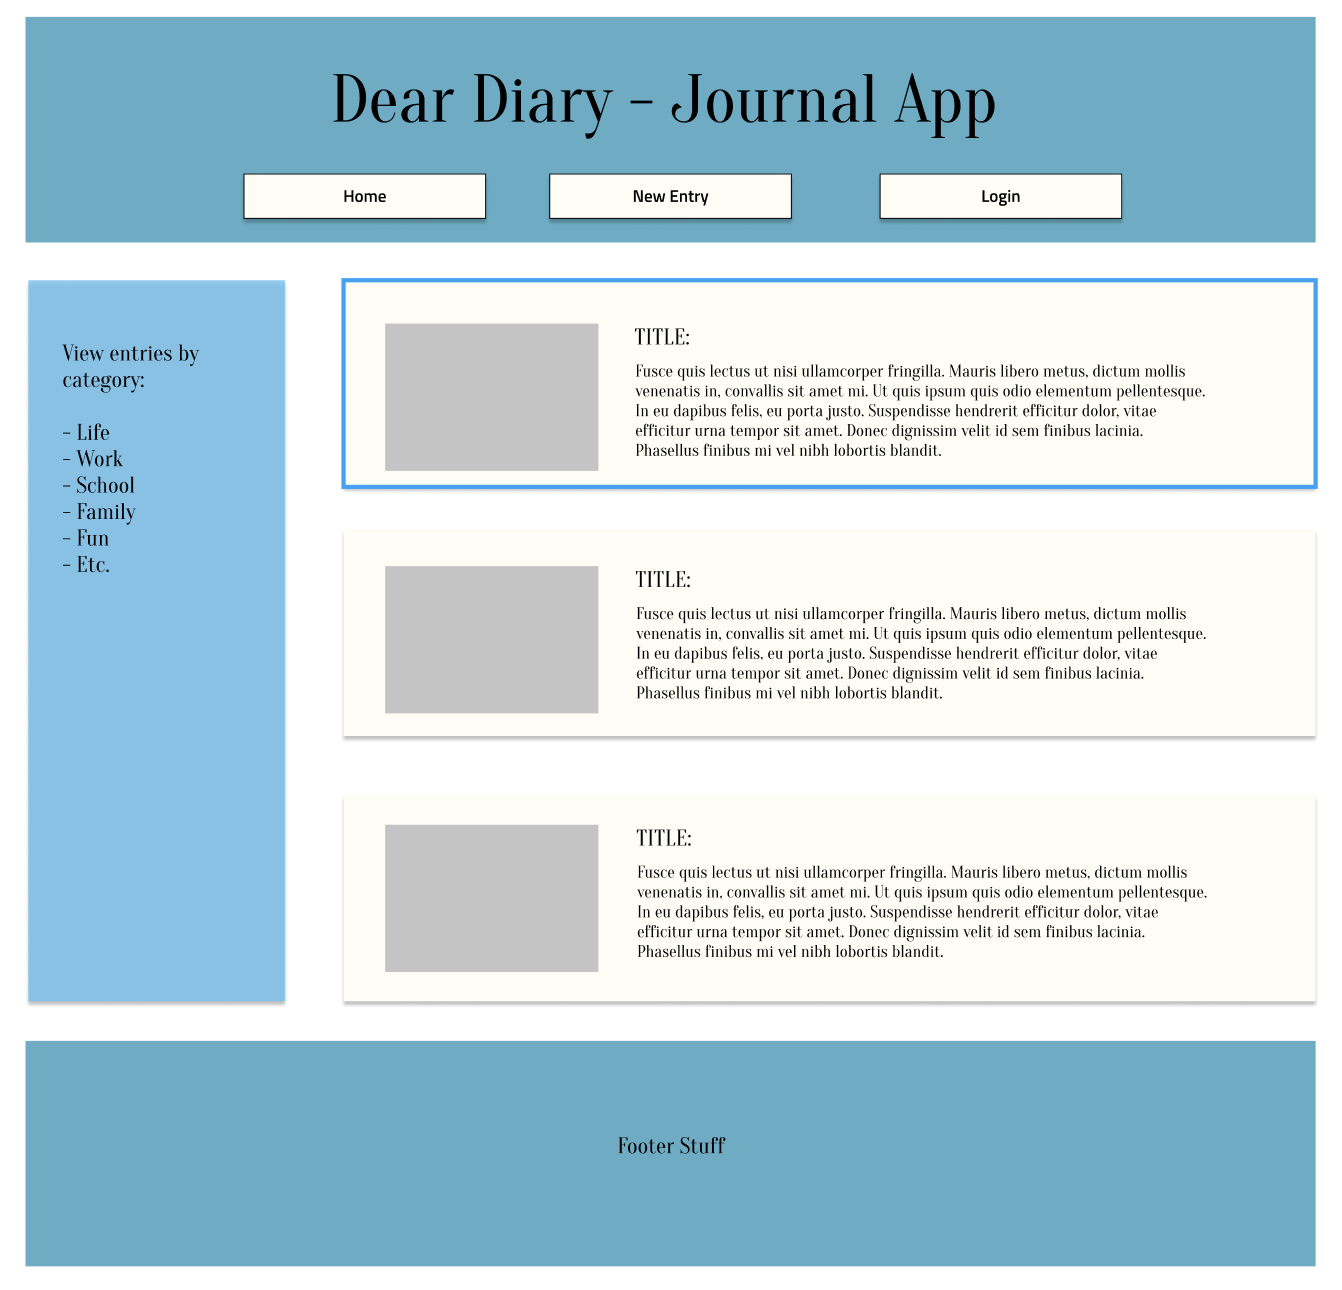 Dear Diary - Journal App
Home
New Entry
Login
View entries by
category:
- Life
- Work
- School
- Family
- Fun
- Etc.
TITLE:
Fusce quis lectus ut nisi ullamcorper fringilla. Mauris libero metus, dictum mollis
venenatis in, convallis sit amet mi. Ut quis ipsum quis odio elementum pellentesque.
In eu dapibus felis, eu porta justo. Suspendisse hendrerit efficitur dolor, vitae
efficitur urna tempor sit amet. Donec dignissim velit id sem finibus lacinia.
Phasellus finibus mi vel nibh lobortis blandit.
TITLE:
Fusce quis lectus ut nisi ullamcorper fringilla. Mauris libero metus, dictum mollis
venenatis in, convallis sit amet mi. Ut quis ipsum quis odio elementum pellentesque.
In eu dapibus felis, eu porta justo. Suspendisse hendrerit efficitur dolor, vitae
efficitur urna tempor sit amet. Donec dignissim velit id sem finibus lacinia.
Phasellus finibus mi vel nibh lobortis blandit.
TITLE:
Fusce quis lectus ut nisi ullamcorper fringilla. Mauris libero metus, dictum mollis
venenatis in, convallis sit amet mi. Ut quis ipsum quis odio elementum pellentesque.
In eu dapibus felis, eu porta justo. Suspendisse hendrerit efficitur dolor, vitae
efficitur urna tempor sit amet. Donec dignissim velit id sem finibus lacinia.
Phasellus finibus mi vel nibh lobortis blandit.
Footer Stuff